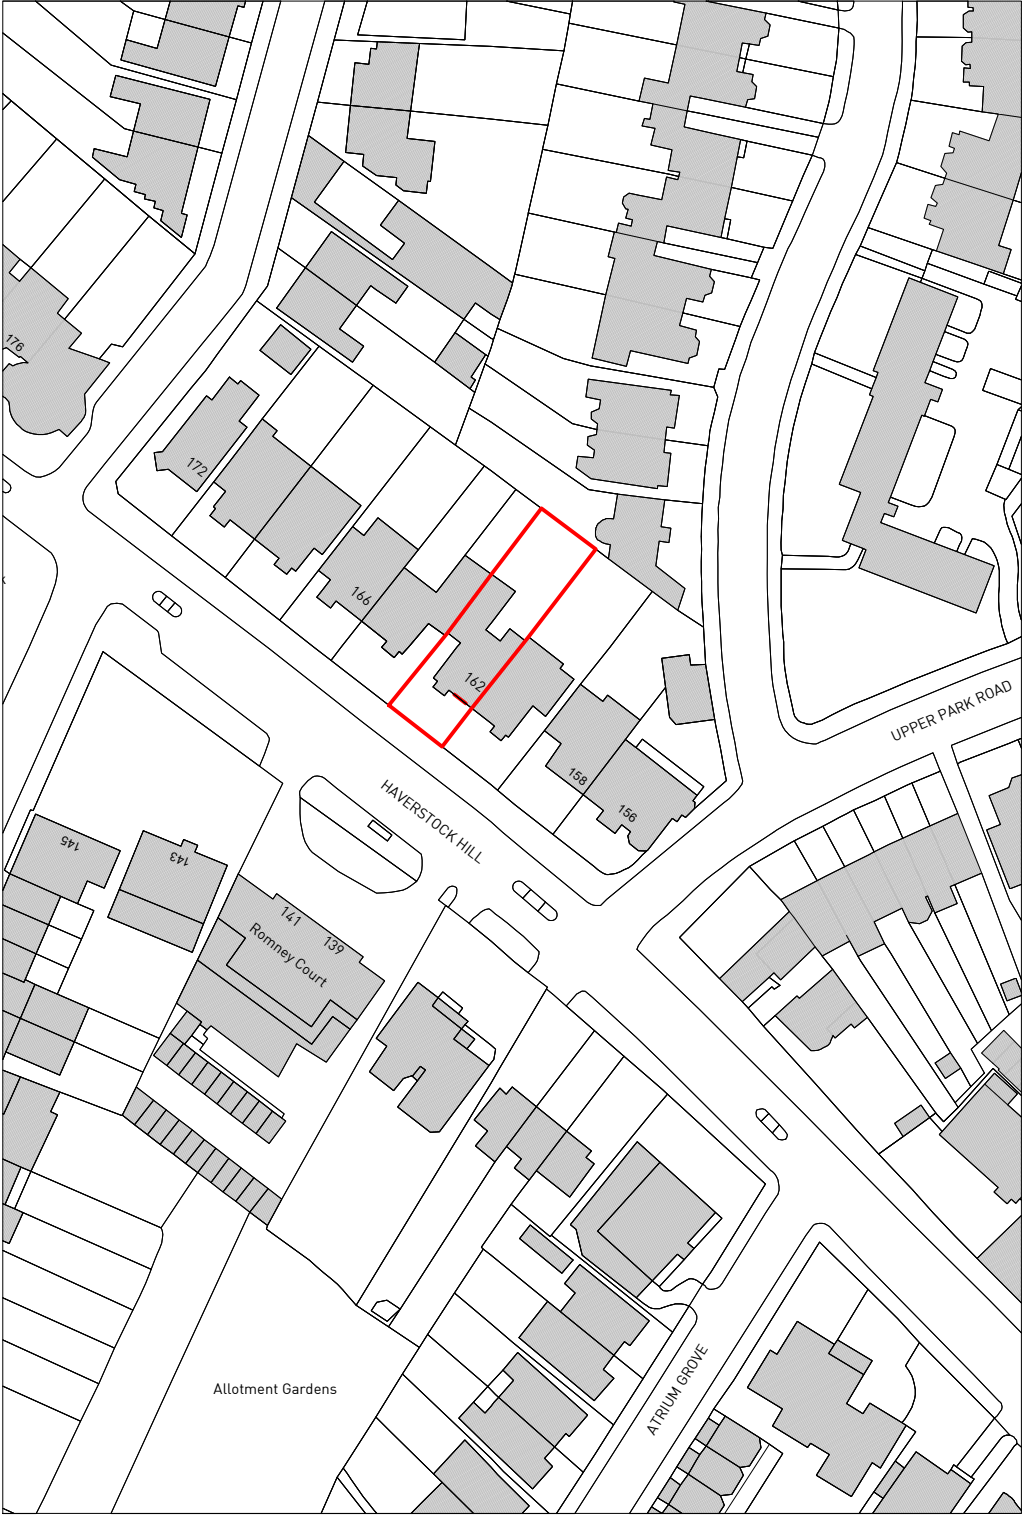 176
172
166
162
UPPER PARK ROAD
158
156
HAVERSTOCK HILL
145
143
141
139
Romney Court
ATRIUM GROVE
Allotment Gardens